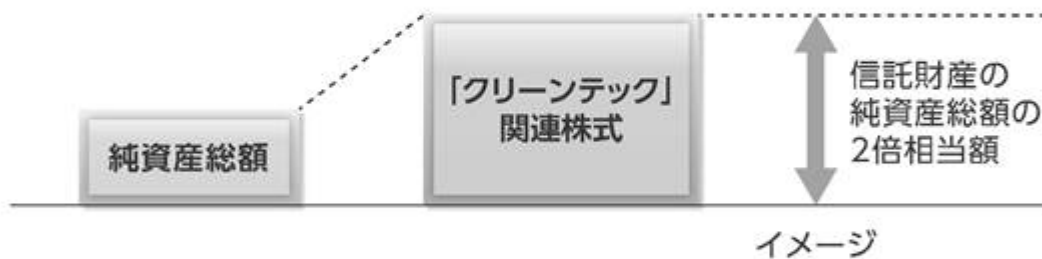 純資産総額
「クリーンテック」
関連株式
信託財産の
純資産総額の
2倍相当額
イメージ